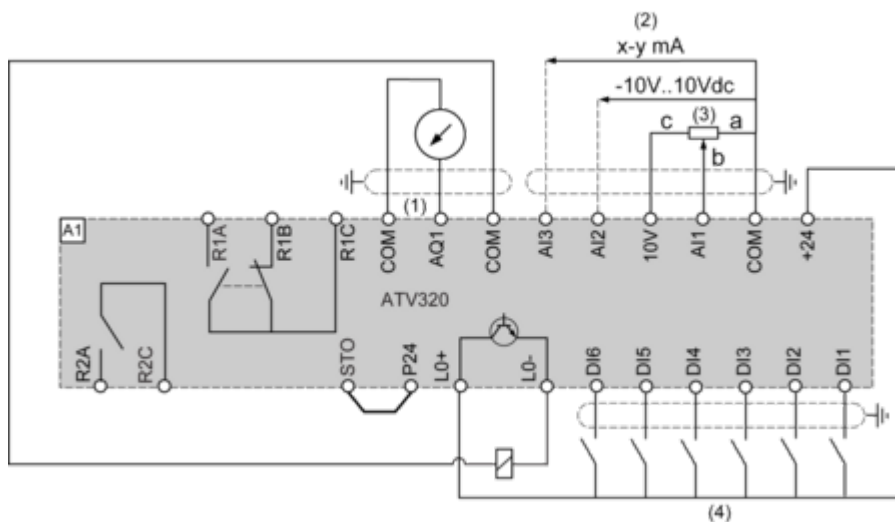 (2)
x-y mA
-10V..10Vdc
c (3) a
b
(1)
A1
R1A
R1B
R1C
COM
AQ1
COM
AI3
AI2
10V
AI1
COM
+24
ATV320
R2A
R2C
STO
P24
L0+
L0-
DI6
DI5
DI4
DI3
DI2
DI1
(4)